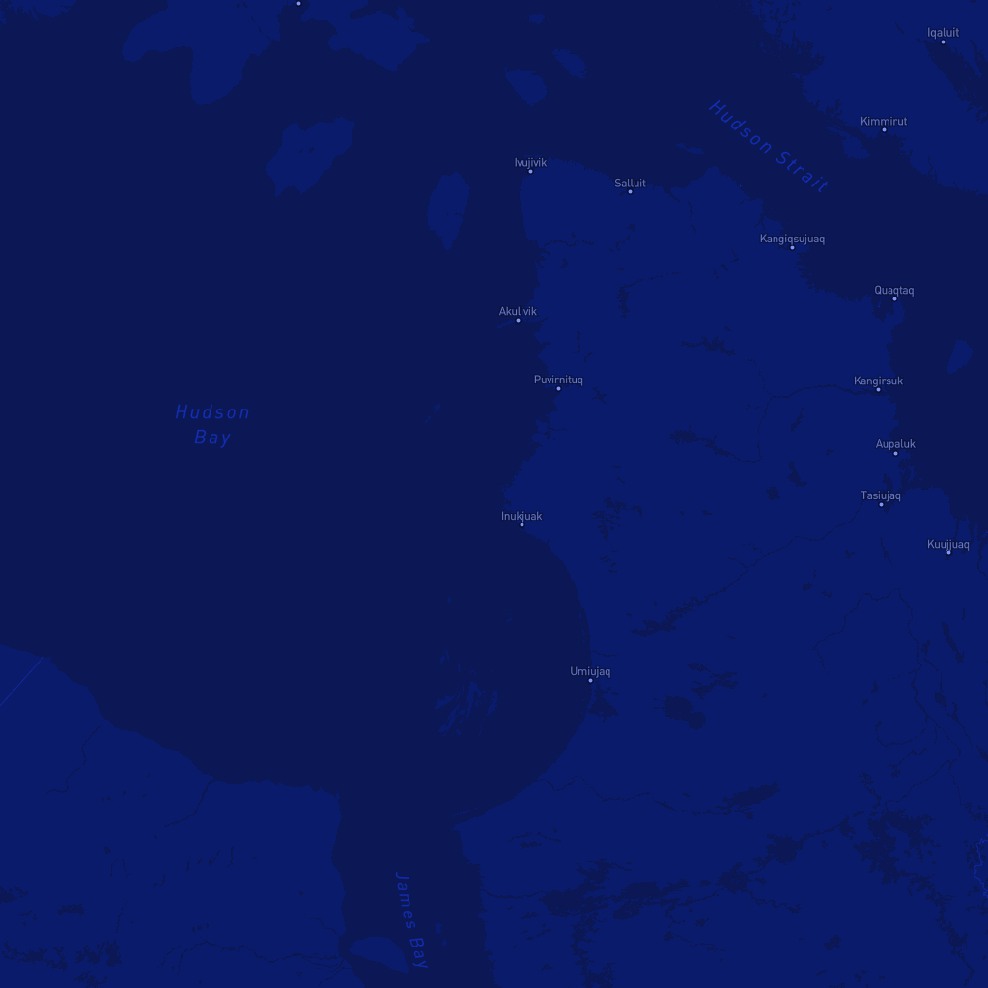 Iqaluit
Kimmirut
Hudson Strait
Ivujivik
Salluit
Kangiqsujuaq
Quaqtaq
Akulivik
Puvirnituq
Kangirsuk
Hudson
Bay
Aupaluk
Tasiujaq
Inukjuak
Kuujjuaq
Umiujaq
James Bay